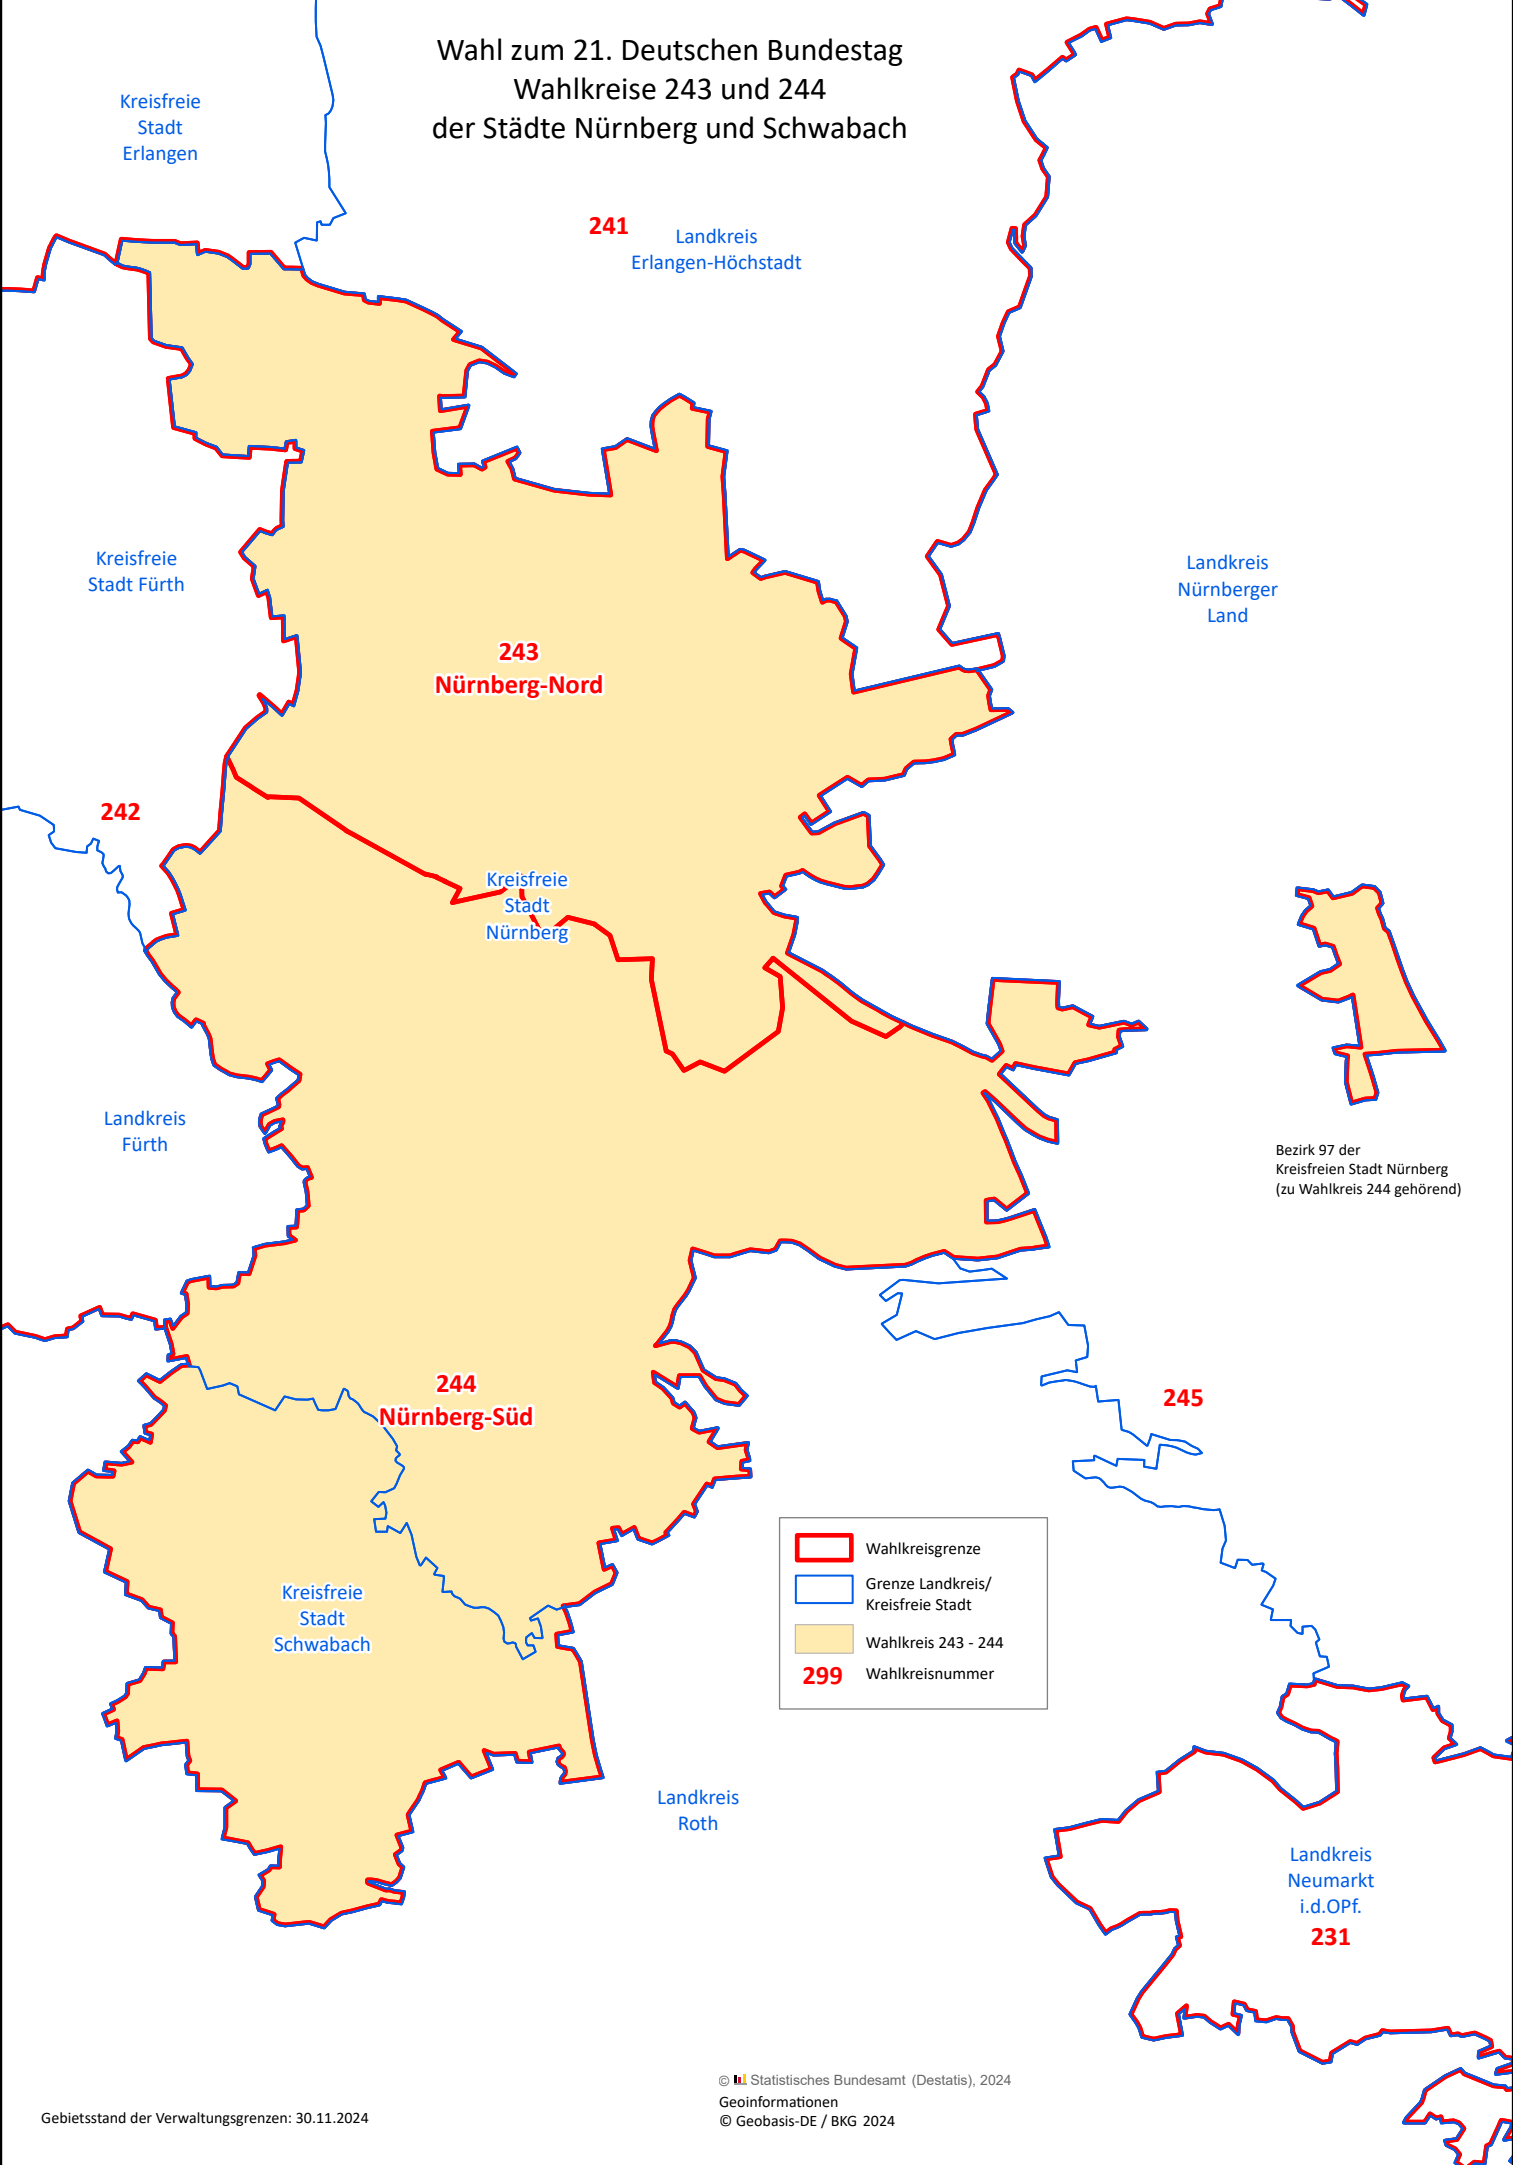 Wahl zum 21. Deutschen Bundestag
Wahlkreise 243 und 244
der Städte Nürnberg und Schwabach
Kreisfreie
Stadt
Erlangen
241
Landkreis
Erlangen-Höchstadt
Kreisfreie
Stadt Fürth
Landkreis
Nürnberger
Land
243
Nürnberg-Nord
242
Kreisfreie
Stadt
Nürnberg
Landkreis
Fürth
Bezirk 97 der
Kreisfreien Stadt Nürnberg
(zu Wahlkreis 244 gehörend)
244
Nürnberg-Süd
245
Kreisfreie
Stadt
Schwabach
Wahlkreisgrenze
Grenze Landkreis/
Kreisfreie Stadt
Wahlkreis 243 - 244
299 Wahlkreisnummer
Landkreis
Roth
Landkreis
Neumarkt
i.d.OPf.
231
© Statistisches Bundesamt (Destatis), 2024
Geoinformationen
© Geobasis-DE / BKG 2024
Gebietsstand der Verwaltungsgrenzen: 30.11.2024